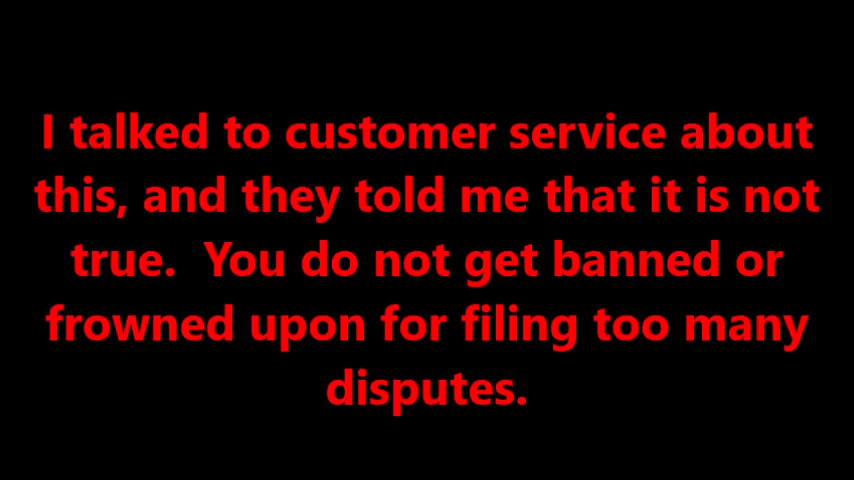 I talked to customer service about
this, and they told me that it is not
true.  You do not get banned or
frowned upon for filing too many
disputes.